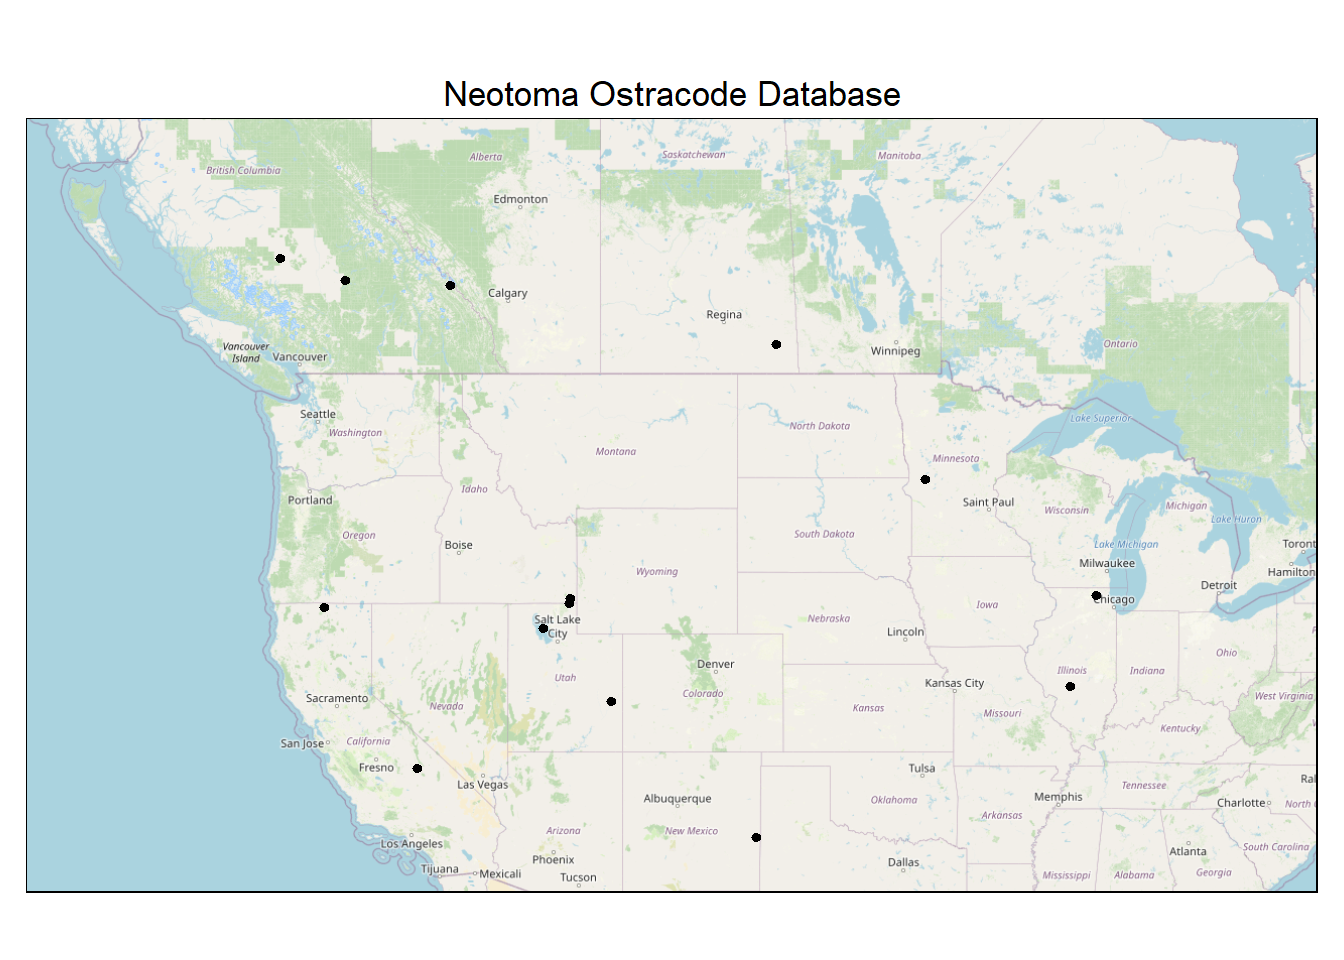 Neotoma Ostracode Database
Alberta
Saskatchewan
Manitoba
British Columbia
Edmonton
Calgary
Regina
Vancouver
Island
Vancouver
Winnipeg
Ontario
Seattle
Washington
Montana
North Dakota
Lake Superior
Minnesota
Idaho
Portland
Saint Paul
Wisconsin
Michigan
Lake Huron
Oregon
Boise
South Dakota
Lake Michigan
Toront
Milwaukee
Hamilton
Wyoming
Detroit
Chicago
Iowa
Salt Lake
City
Nebraska
Lincoln
Ohio
Denver
Utah
Colorado
Illinois
Indiana
Kansas City
Sacramento
Nevada
Kansas
Missouri
West Virginia
Kentucky
San Jose
California
Fresno
Las Vegas
Tulsa
Albuquerque
Oklahoma
Memphis
Tennessee
Charlotte
Ral
North C
Arkansas
Arizona
New Mexico
Los Angeles
Phoenix
Dallas
Atlanta
South Carolina
Tijuana
Mexicali
Tucson
Mississippi
Alabama
Georgia